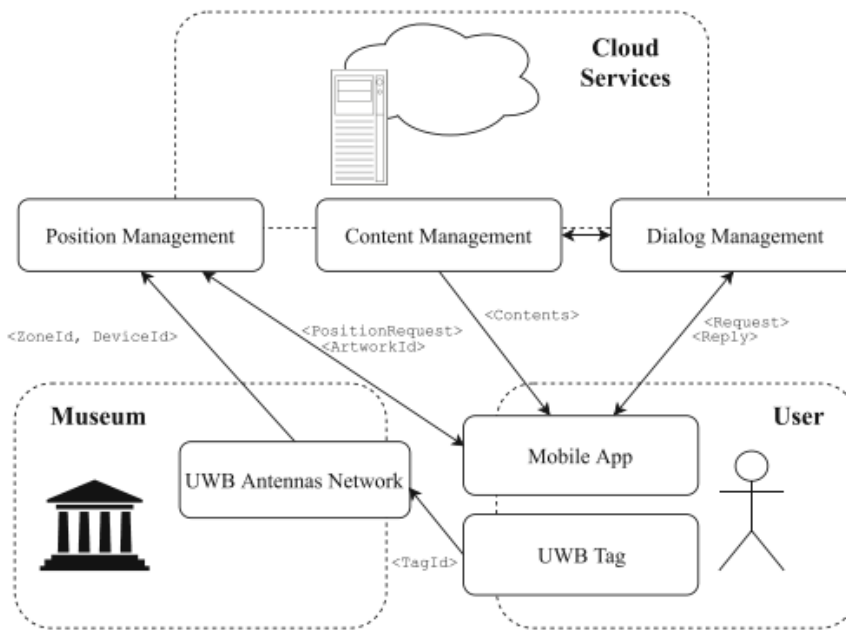 Cloud
Services
Position Management
Content Management
Dialog Management
<ZoneId, DeviceId>
<PositionRequest>
<ArtworkId>
<Contents>
<Request>
<Reply>
Museum
User
UWB Antennas Network
Mobile App
UWB Tag
<TagId>